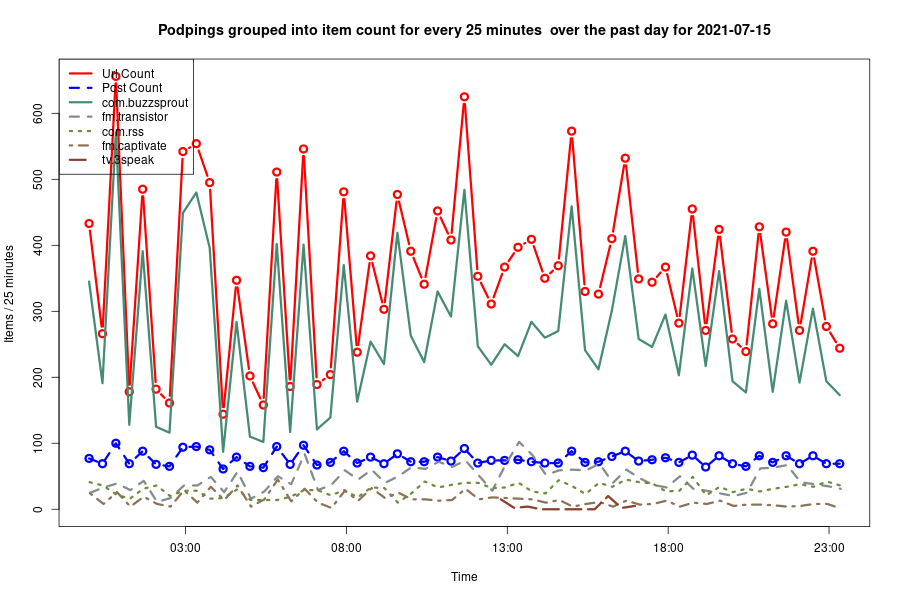 Podpings grouped into item count for every 25 minutes over the past day for 2021-07-15
Url Count
Post Count
com.buzzsprout
fm.transistor
com.rss
fm.captivate
tv.3speak
Items / 25 minutes
600
500
400
300
200
100
0
03:00
08:00
13:00
18:00
23:00
Time